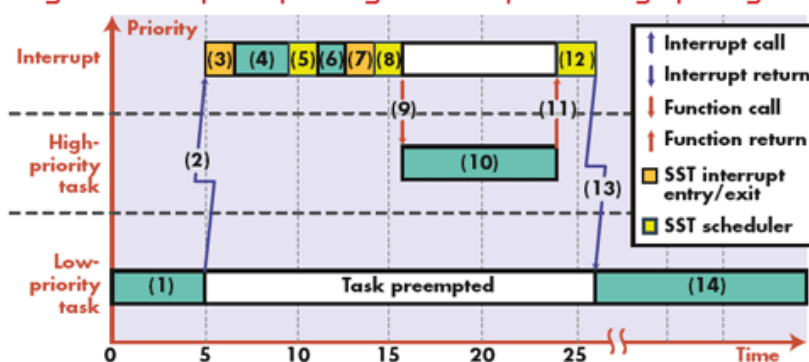 Priority
Interrupt
(3) (4) (5) (6) (7) (8) (12)
(9) (11)
High-
priority
task
(2)
(10)
(13)
Low-
priority
task
(1)
Task preempted
(14)
0 5 10 15 20 25
Time
Interrupt call
Interrupt return
Function call
Function return
SST interrupt
entry/exit
SST scheduler